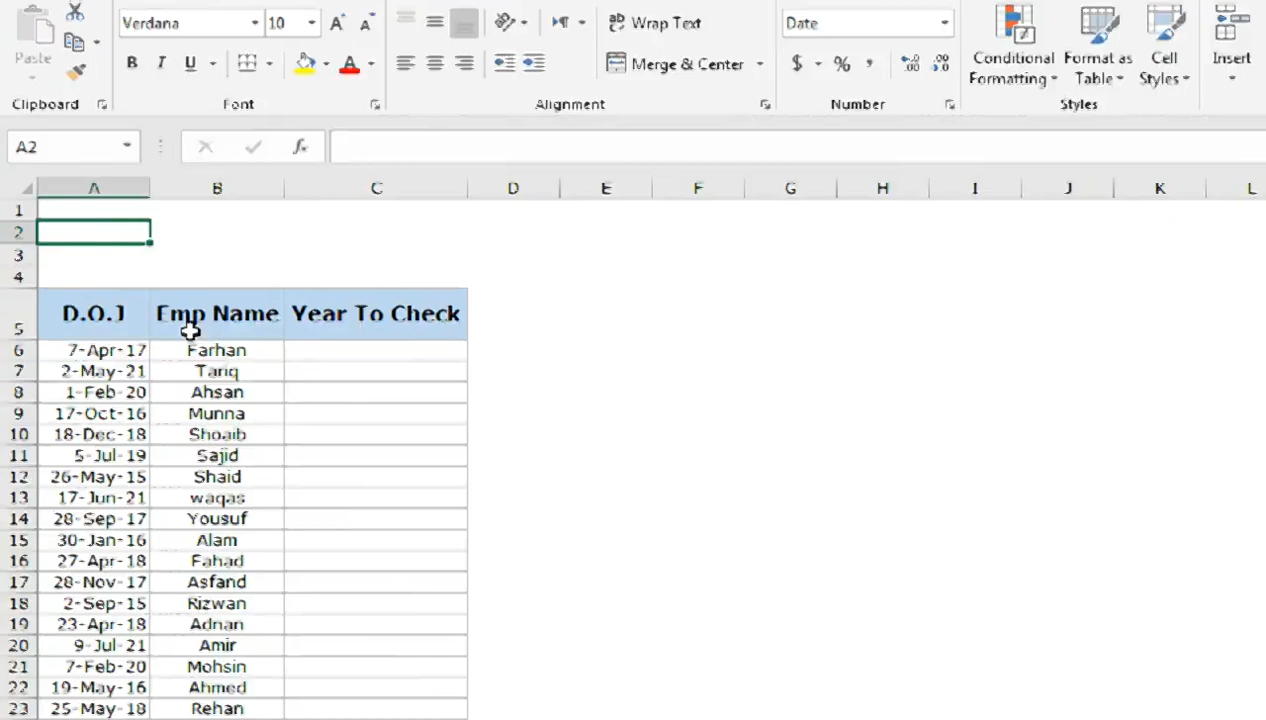 Verdana 10 Wrap Text Date
Paste B I U Merge & Center $ % Conditional Formatting Format as Table Cell Styles Insert
Clipboard Font Alignment Number Styles
A2 fx
A B C D E F G H I J K L
1
2
3
4
5 D.O.J Emp Name Year To Check
6 7-Apr-17 Farhan
7 2-May-21 Tariq
8 1-Feb-20 Ahsan
9 17-Oct-16 Munna
10 18-Dec-18 Shoaib
11 5-Jul-19 Sajid
12 26-May-15 Shaid
13 17-Jun-21 waqas
14 28-Sep-17 Yousuf
15 30-Jan-16 Alam
16 27-Apr-18 Fahad
17 28-Nov-17 Asfand
18 2-Sep-15 Rizwan
19 23-Apr-18 Adnan
20 9-Jul-21 Amir
21 7-Feb-20 Mohsin
22 19-May-16 Ahmed
23 25-May-18 Rehan